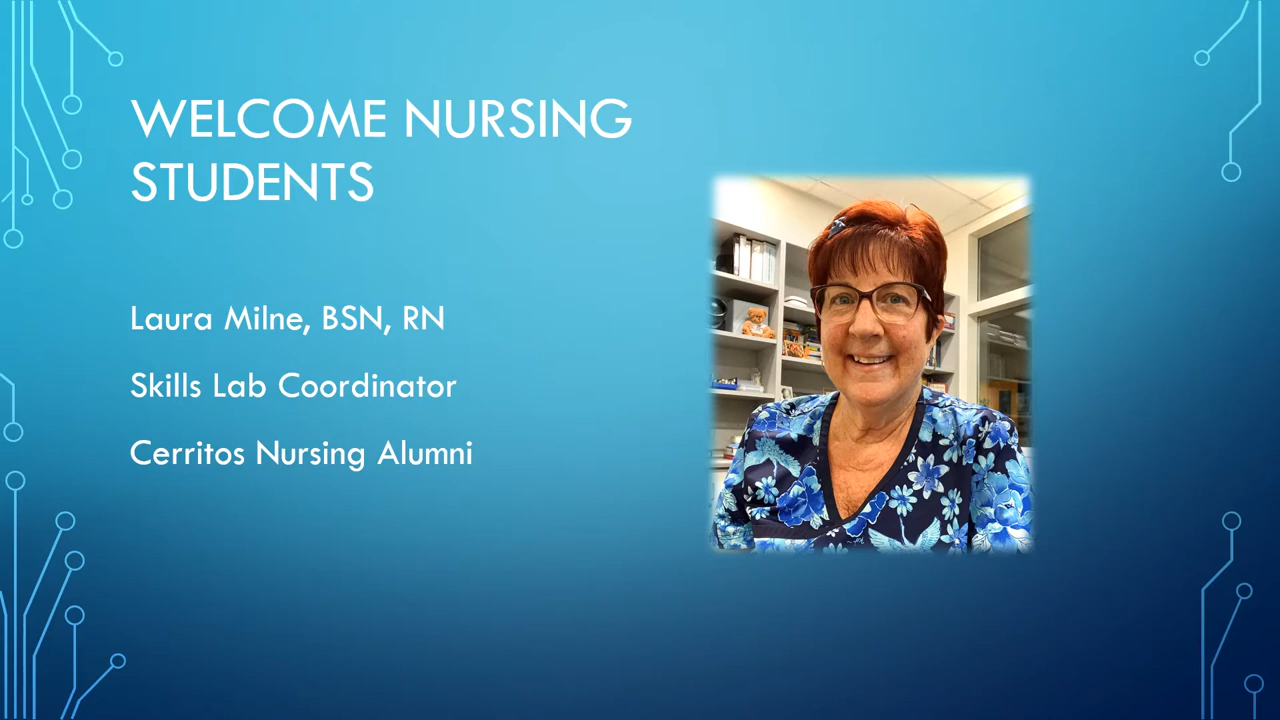 WELCOME NURSING
STUDENTS
Laura Milne, BSN, RN
Skills Lab Coordinator
Cerritos Nursing Alumni